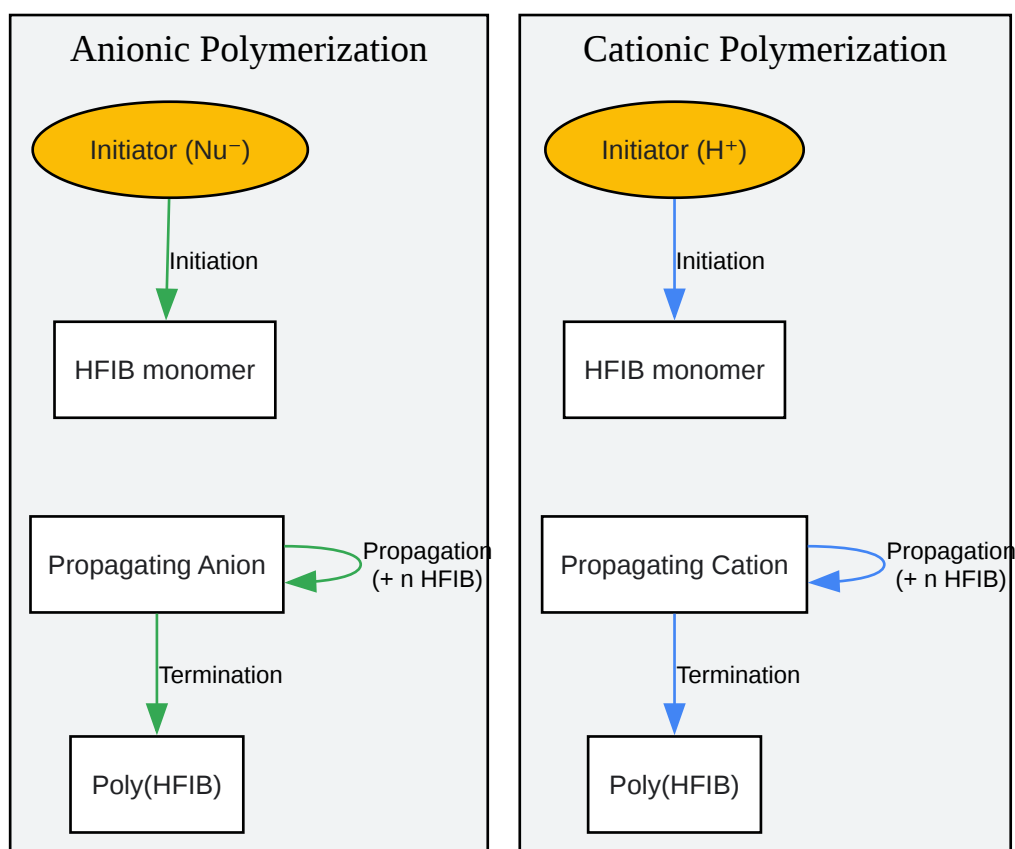 Anionic Polymerization
Initiator (Nu⁻)
Initiation
HFIB monomer
Propagating Anion
Propagation
(+ n HFIB)
Termination
Poly(HFIB)
Cationic Polymerization
Initiator (H⁺)
Initiation
HFIB monomer
Propagating Cation
Propagation
(+ n HFIB)
Termination
Poly(HFIB)